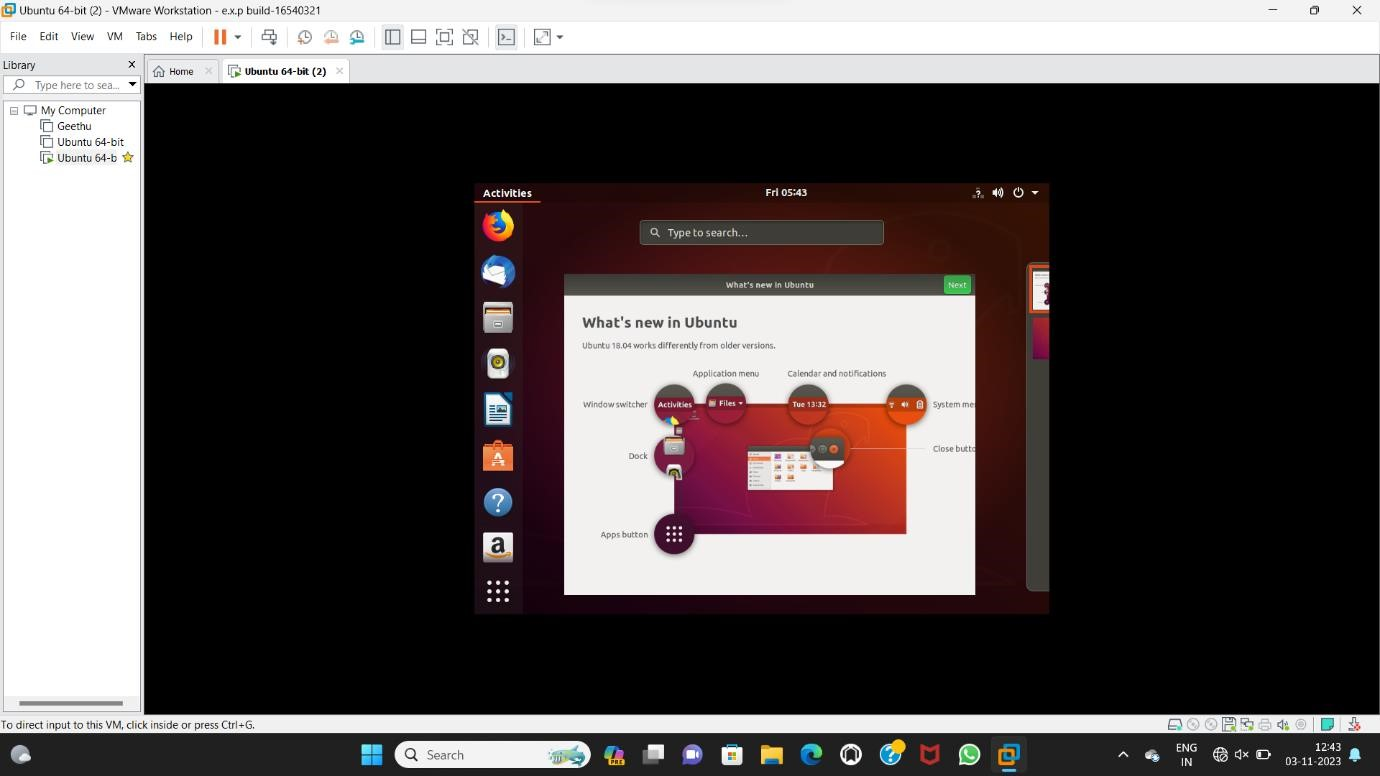 Ubuntu 64-bit (2) - VMware Workstation - e.x.p build-16540321
File Edit View VM Tabs Help
Library
Home
Ubuntu 64-bit (2)
Type here to sea...
My Computer
Geethu
Ubuntu 64-bit
Ubuntu 64-b
Activities
Fri 05:43
Type to search...
What's new in Ubuntu
Next
What's new in Ubuntu
Ubuntu 18.04 works differently from older versions.
Application menu
Calendar and notifications
Window switcher
Activities
Files
Tue 13:32
System me
Dock
Close butto
Apps button
To direct input to this VM, click inside or press Ctrl+G.
Search
PRE
ENG
IN
12:43
03-11-2023